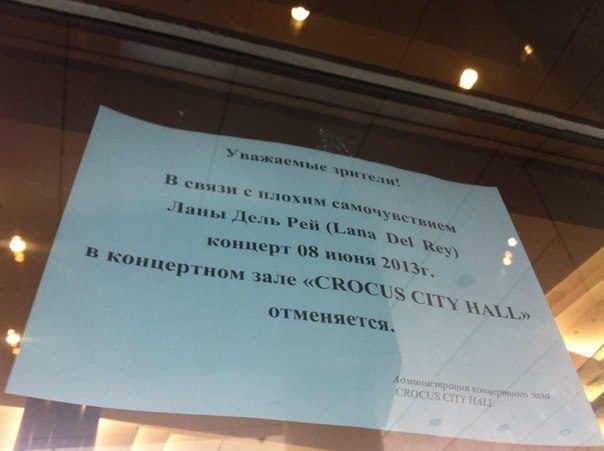 Уважаемые зрители!
В связи с плохим самочувствием
Ланы Дель Рей (Lana Del Rey)
концерт 08 июня 2013г.
в концертном зале «CROCUS CITY HALL»
отменяется.
Администрация концертного зала
CROCUS CITY HALL